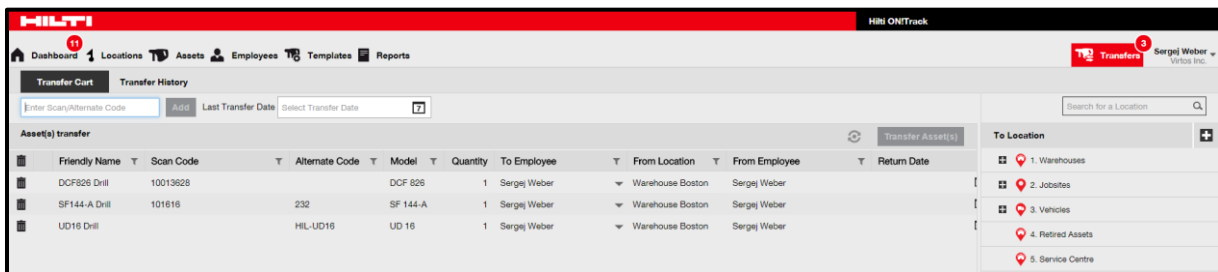 HILTI
Hilti ON!Track
11
Dashboard Locations Assets Employees Templates Reports
3
Transfers
Sergej Weber
Virtos Inc.
Transfer Cart Transfer History
Enter Scan/Alternate Code Add Last Transfer Date Select Transfer Date 7
Search for a Location
Asset(s) transfer Transfer Asset(s) To Location
Friendly Name Scan Code Alternate Code Model Quantity To Employee From Location From Employee Return Date
DCF826 Drill 10013628 DCF 826 1 Sergej Weber Warehouse Boston Sergej Weber
SF144-A Drill 101616 232 SF 144-A 1 Sergej Weber Warehouse Boston Sergej Weber
UD16 Drill HIL-UD16 UD 16 1 Sergej Weber Warehouse Boston Sergej Weber
1. Warehouses
2. Jobsites
3. Vehicles
4. Retired Assets
5. Service Centre